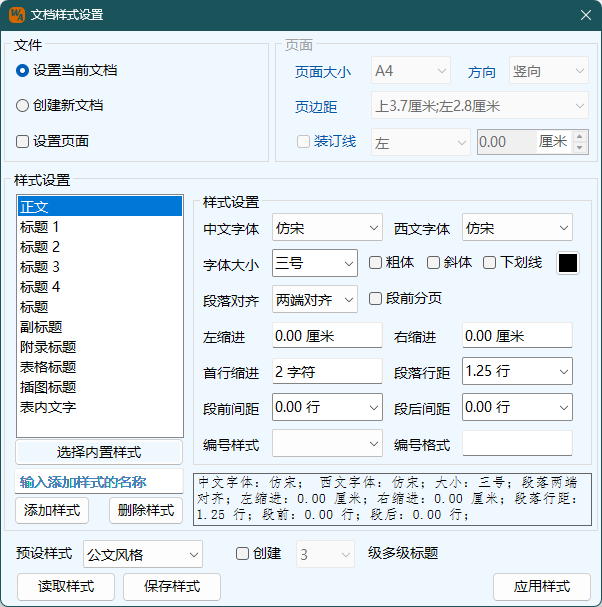 文档样式设置
文件
设置当前文档
创建新文档
设置页面
页面
页面大小 A4 方向 竖向
页边距 上3.7厘米;左2.8厘米
装订线 左 0.00 厘米
样式设置
正文
标题 1
标题 2
标题 3
标题 4
标题
副标题
附录标题
表格标题
插图标题
表内文字
选择内置样式
输入添加样式的名称
添加样式 删除样式
样式设置
中文字体 仿宋 西文字体 仿宋
字体大小 三号 粗体 斜体 下划线
段落对齐 两端对齐 段前分页
左缩进 0.00 厘米 右缩进 0.00 厘米
首行缩进 2 字符 段落行距 1.25 行
段前间距 0.00 行 段后间距 0.00 行
编号样式 编号格式
中文字体: 仿宋; 西文字体: 仿宋; 大小: 三号; 段落两端
对齐; 左缩进: 0.00 厘米; 右缩进: 0.00 厘米; 段落行距:
1.25 行; 段前: 0.00 行; 段后: 0.00 行;
预设样式 公文风格 创建 3 级多级标题
读取样式 保存样式 应用样式